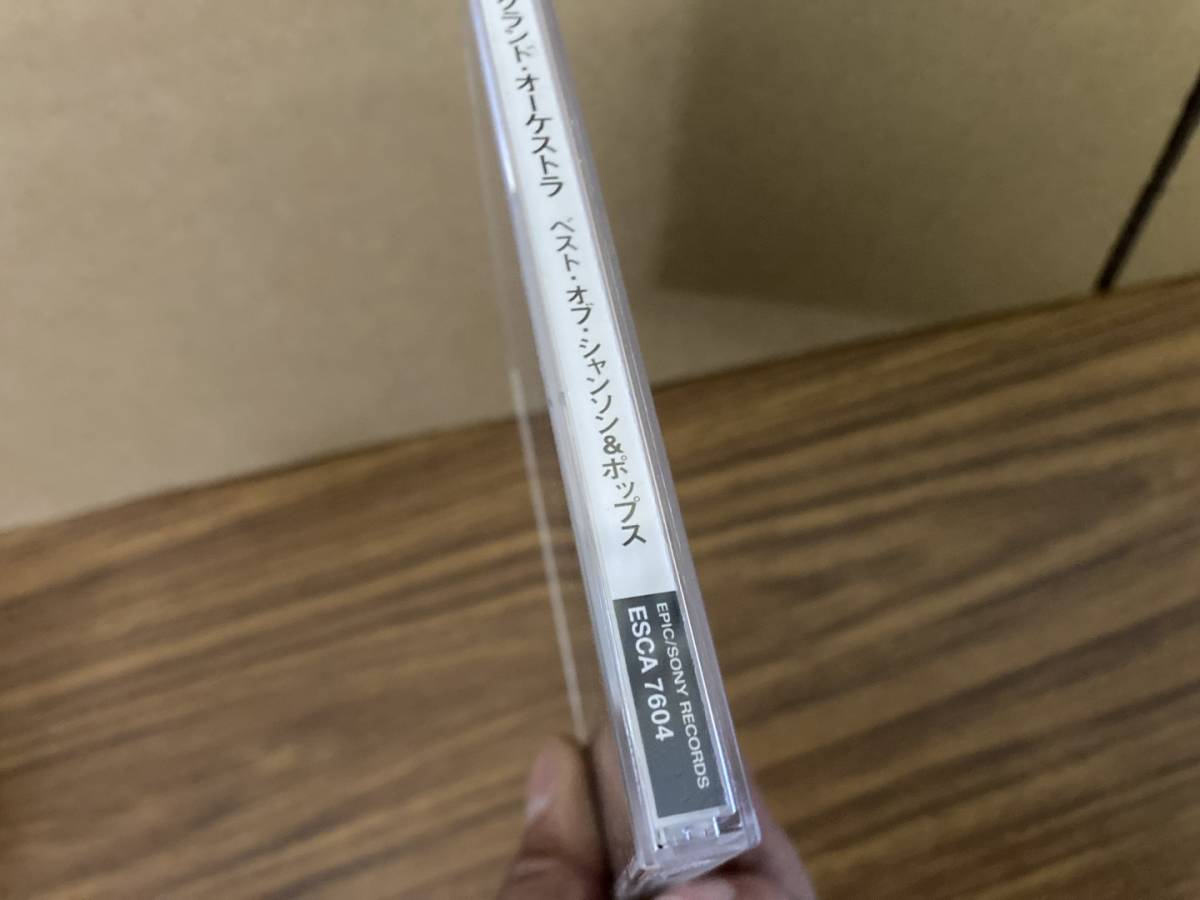 グランド・オーケストラ ベスト・オブ・シャンソン&ポップス
EPIC/SONY RECORDS
ESCA 7604